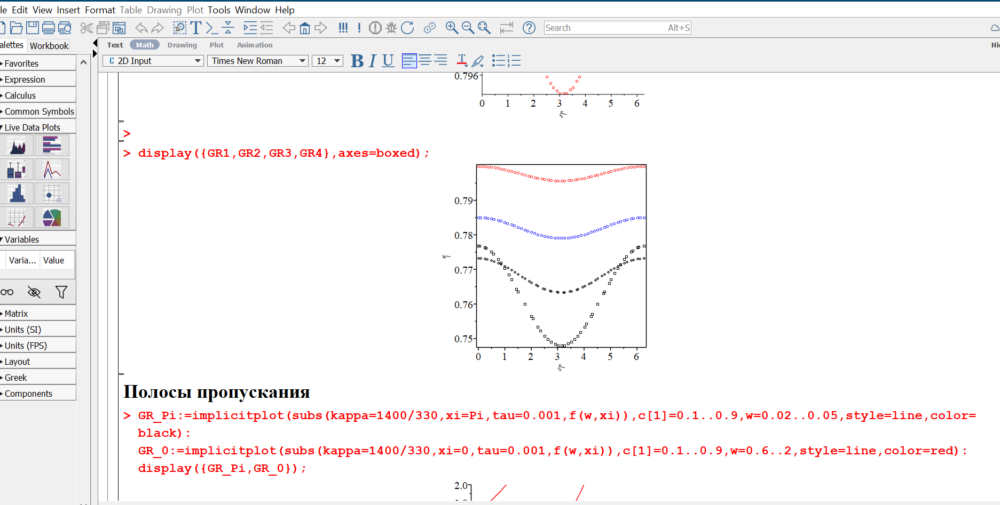 le Edit View Insert Format Table Drawing Plot Tools Window Help
Search Alt+S
alettes Workbook
Text Math Drawing Plot Animation Hi
C 2D Input Times New Roman 12 B I U
Favorites
Expression
Calculus
Common Symbols
Live Data Plots
Variables
Varia... Value
Matrix
Units (SI)
Units (FPS)
Layout
Greek
Components
0.796
0 1 2 3 4 5 6
ξ~
>
> display({GR1,GR2,GR3,GR4},axes=boxed);
0.79
0.78
w~
0.77
0.76
0.75
0 1 2 3 4 5 6
ξ~
Полосы пропускания
> GR_Pi:=implicitplot(subs(kappa=1400/330,xi=Pi,tau=0.001,f(w,xi)),c[1]=0.1..0.9,w=0.02..0.05,style=line,color=
black):
GR_0:=implicitplot(subs(kappa=1400/330,xi=0,tau=0.001,f(w,xi)),c[1]=0.1..0.9,w=0.6..2,style=line,color=red):
display({GR_Pi,GR_0});
2.0